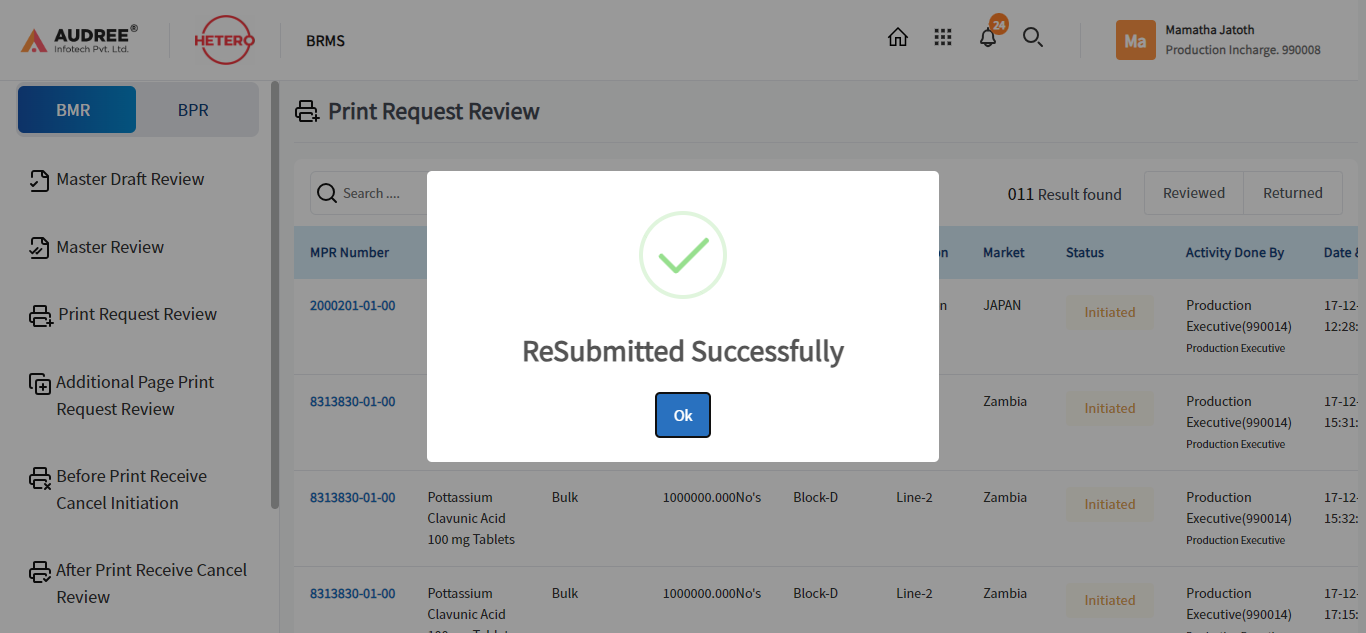 AUDREE®
Infotech Pvt. Ltd.
HETERO
BRMS
24
Ma
Mamatha Jatoth
Production Incharge. 990008
BMR
BPR
Master Draft Review
Master Review
Print Request Review
Additional Page Print
Request Review
Before Print Receive
Cancel Initiation
After Print Receive Cancel
Review
Print Request Review
Search ....
011 Result found
Reviewed
Returned
MPR Number
Market
Status
Activity Done By
Date
2000201-01-00
JAPAN
Initiated
Production
Executive(990014)
Production Executive
17-12-
12:28:
8313830-01-00
Zambia
Initiated
Production
Executive(990014)
Production Executive
17-12-
15:31:
ReSubmitted Successfully
Ok
8313830-01-00
Pottassium
Clavunic Acid
100 mg Tablets
Bulk
1000000.000No's
Block-D
Line-2
Zambia
Initiated
Production
Executive(990014)
Production Executive
17-12-
15:32:
8313830-01-00
Pottassium
Clavunic Acid
Bulk
1000000.000No's
Block-D
Line-2
Zambia
Initiated
Production
Executive(990014)
17-12-
17:15: